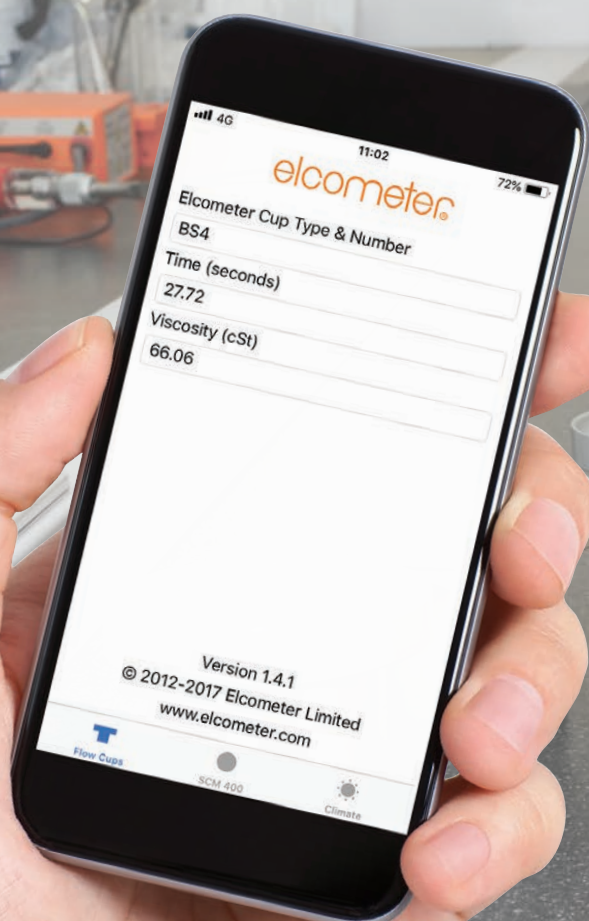 4G
11:02
72%
elcometer
Elcometer Cup Type & Number
BS4
Time (seconds)
27.72
Viscosity (cSt)
66.06
Version 1.4.1
© 2012-2017 Elcometer Limited
www.elcometer.com
Flow Cups
SCM 400
Climate